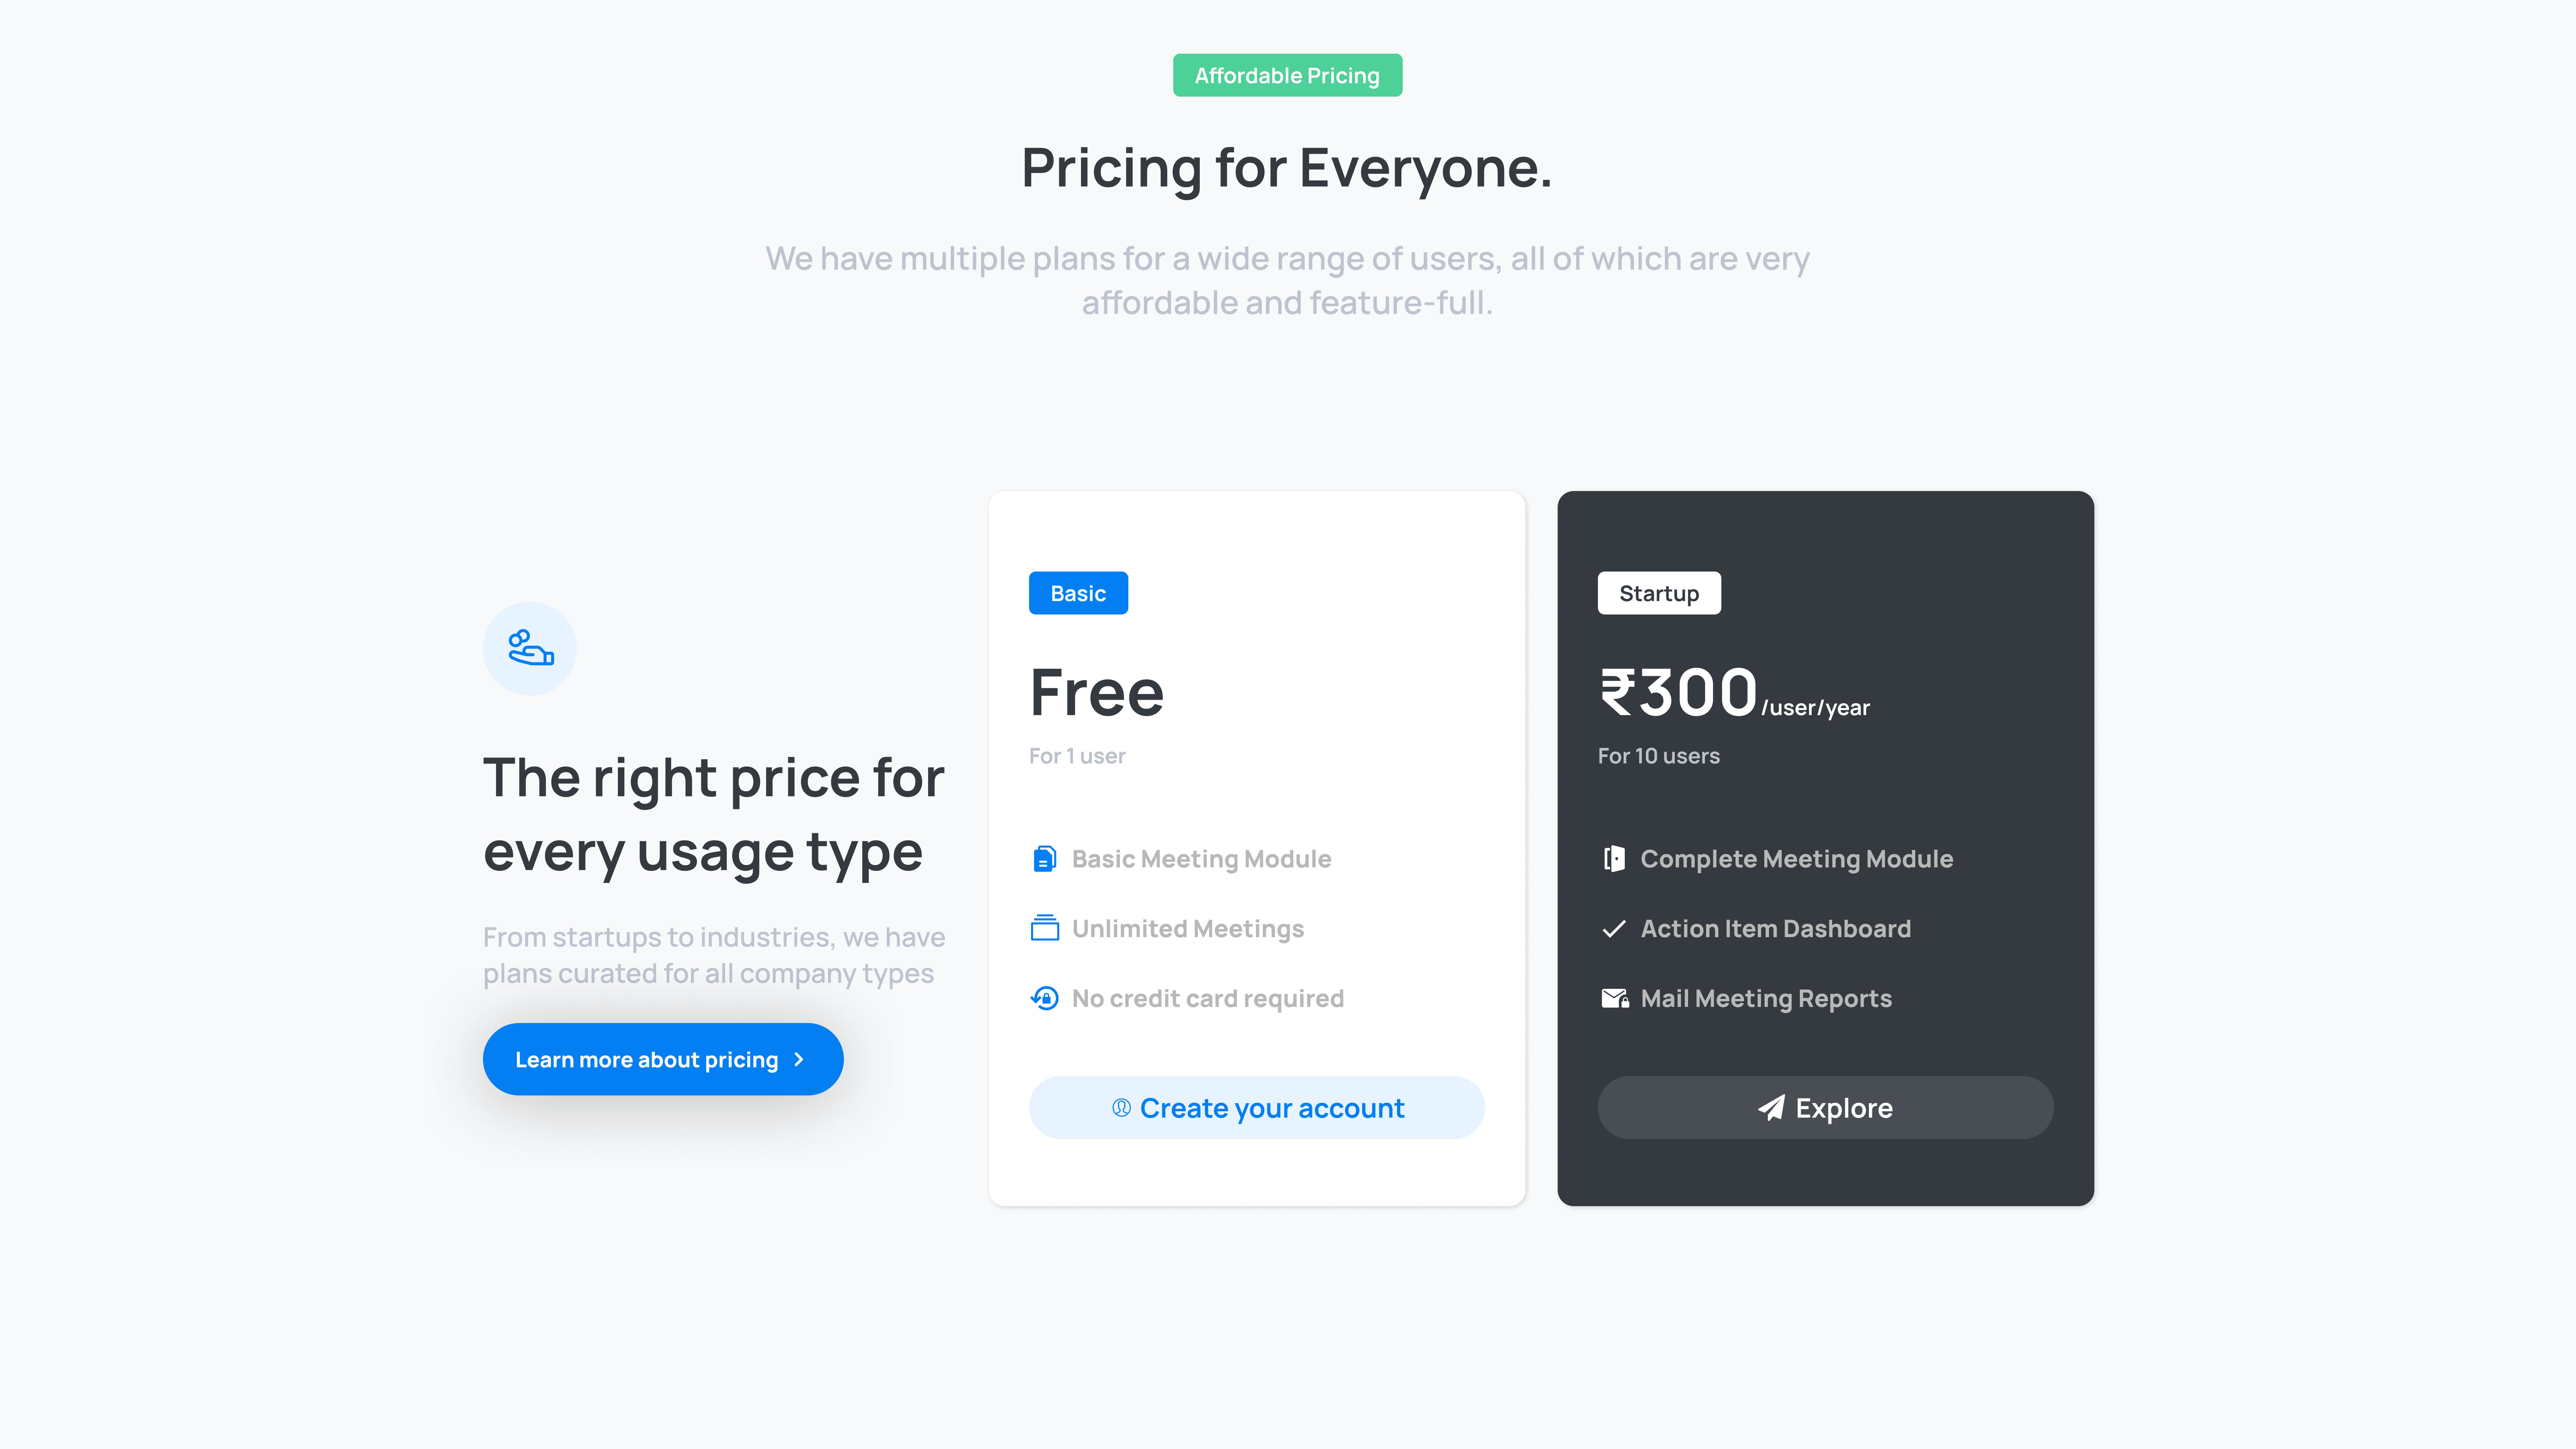 Affordable Pricing
Pricing for Everyone.
We have multiple plans for a wide range of users, all of which are very
affordable and feature-full.
The right price for
every usage type
From startups to industries, we have
plans curated for all company types
Learn more about pricing
Basic
Free
For 1 user
Basic Meeting Module
Unlimited Meetings
No credit card required
Create your account
Startup
₹300/user/year
For 10 users
Complete Meeting Module
Action Item Dashboard
Mail Meeting Reports
Explore